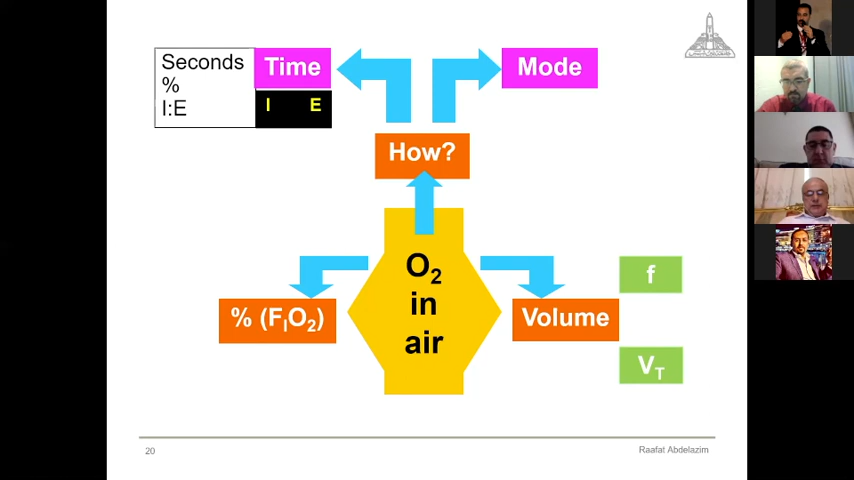 Seconds
%
I:E
Time
I E
Mode
How?
O2
in
air
% (FIO2)
Volume
f
VT
20
Raafat Abdelazim